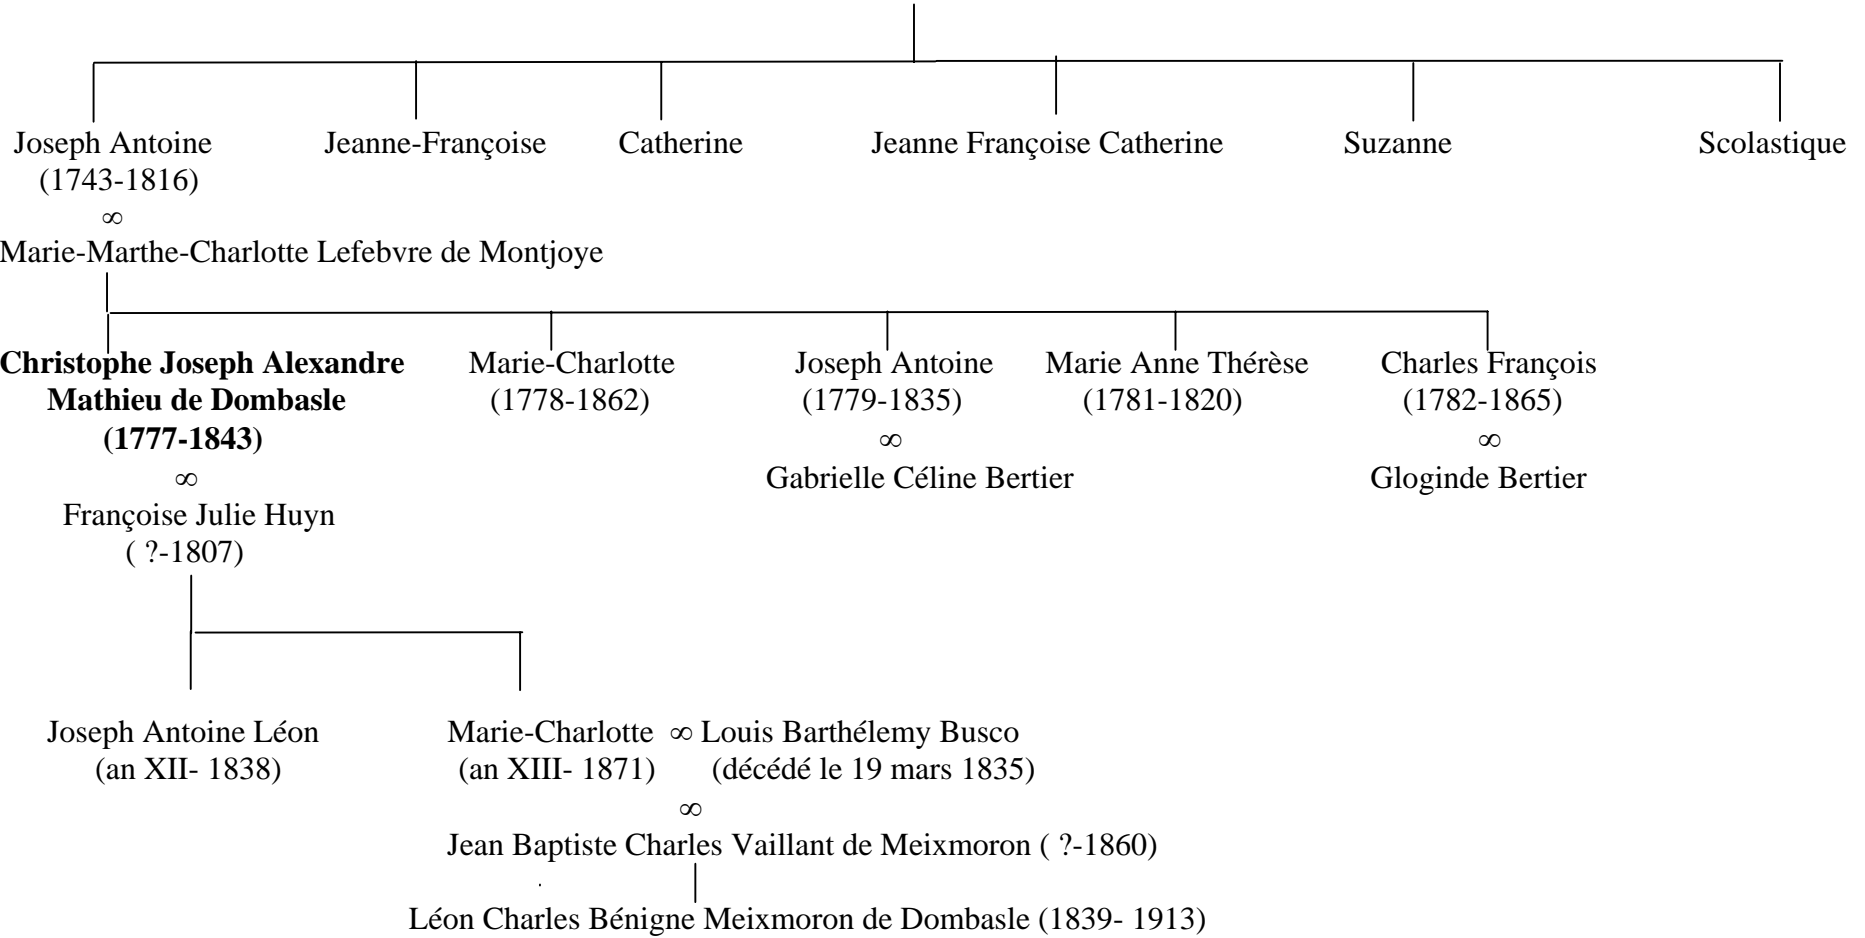 Joseph Antoine Jeanne-Françoise Catherine Jeanne Françoise Catherine Suzanne Scolastique
(1743-1816)
∞
Marie-Marthe-Charlotte Lefebvre de Montjoye
Christophe Joseph Alexandre Marie-Charlotte Joseph Antoine Marie Anne Thérèse Charles François
Mathieu de Dombasle (1778-1862) (1779-1835) (1781-1820) (1782-1865)
(1777-1843) ∞ ∞
∞ Gabrielle Céline Bertier Gloginde Bertier
Françoise Julie Huyn
( ?-1807)
Joseph Antoine Léon Marie-Charlotte ∞ Louis Barthélemy Busco
(an XII- 1838) (an XIII- 1871) (décédé le 19 mars 1835)
∞
Jean Baptiste Charles Vaillant de Meixmoron ( ?-1860)
Léon Charles Bénigne Meixmoron de Dombasle (1839- 1913)